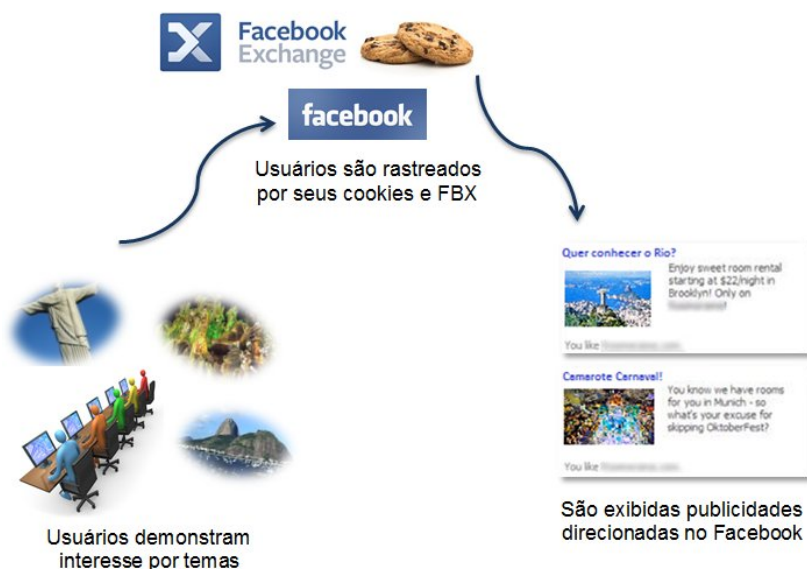 Facebook
Exchange
facebook
Usuários são rastreados
por seus cookies e FBX
Quer conhecer o Rio?
Enjoy sweet room rental
starting at $22/night in
Brooklyn! Only on
You like
Camarote Carnaval!
You know we have rooms
for you in Munich - so
what's your excuse for
skipping OktoberFest?
You like
São exibidas publicidades
direcionadas no Facebook
Usuários demonstram
interesse por temas